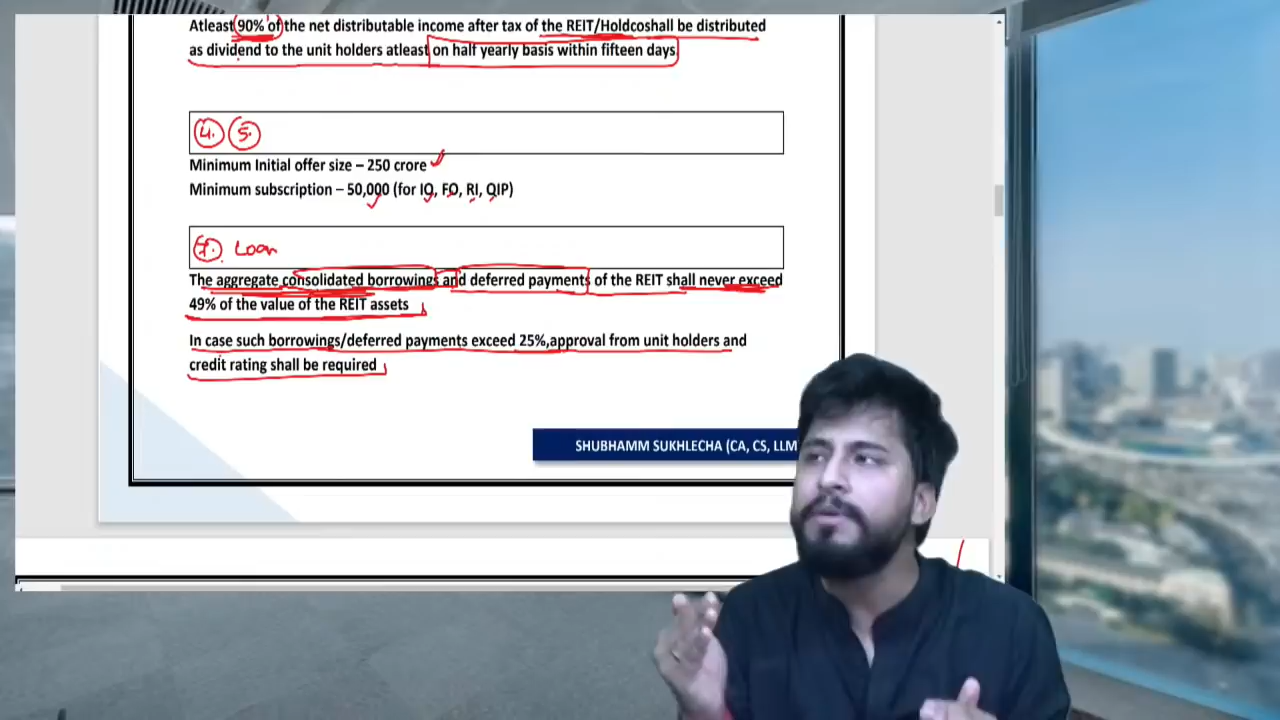 Atleast 90% of the net distributable income after tax of the REIT/Holdcoshall be distributed
as dividend to the unit holders atleast on half yearly basis within fifteen days
4. 5.
Minimum Initial offer size – 250 crore
Minimum subscription – 50,000 (for IO, FO, RI, QIP)
7. Loan
The aggregate consolidated borrowings and deferred payments of the REIT shall never exceed
49% of the value of the REIT assets
In case such borrowings/deferred payments exceed 25%,approval from unit holders and
credit rating shall be required
SHUBHAMM SUKHLECHA (CA, CS, LLM